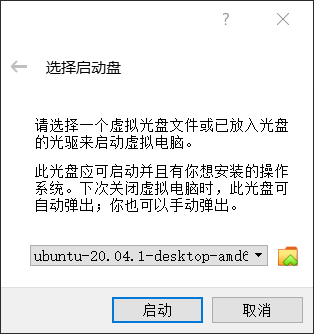 ?
选择启动盘
请选择一个虚拟光盘文件或已放入光盘
的光驱来启动虚拟电脑。
此光盘应可启动并且有你想安装的操作
系统。下次关闭虚拟电脑时，此光盘可
自动弹出；你也可以手动弹出。
ubuntu-20.04.1-desktop-amd6
启动
取消